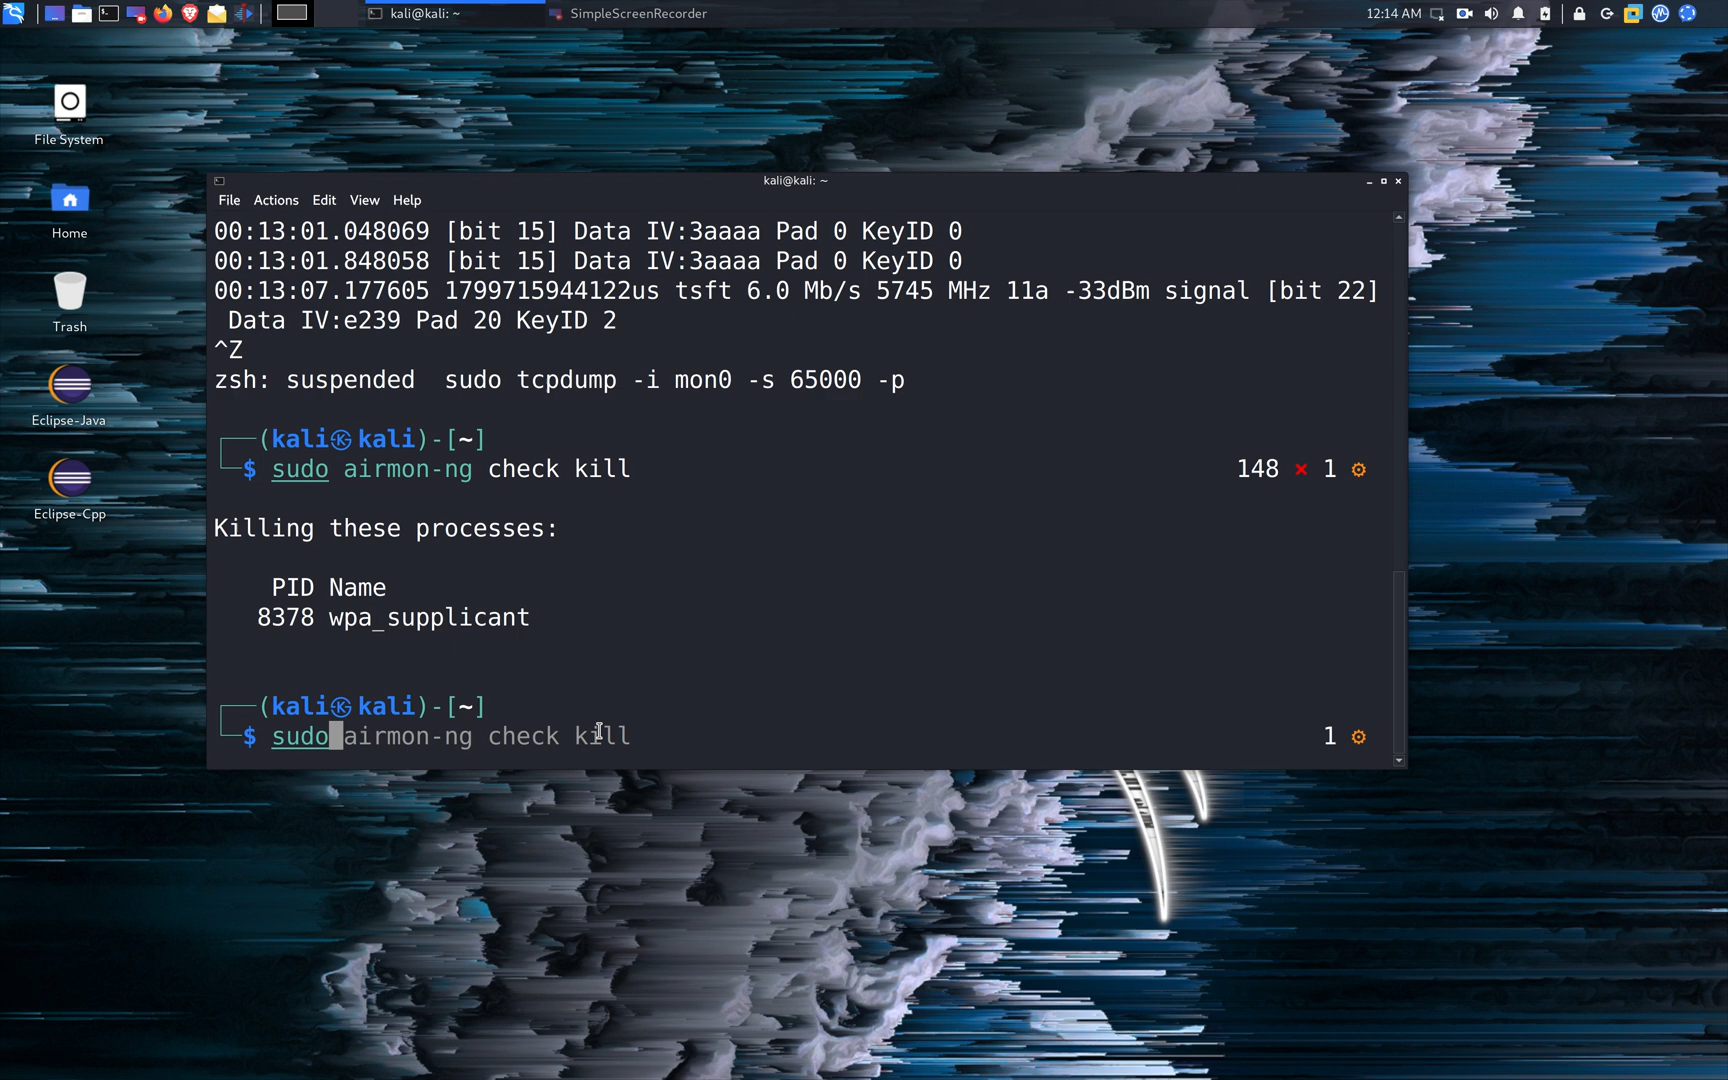 kali@kali: ~
SimpleScreenRecorder
12:14 AM
File System
Home
Trash
Eclipse-Java
Eclipse-Cpp
kali@kali: ~
File Actions Edit View Help
00:13:01.048069 [bit 15] Data IV:3aaaa Pad 0 KeyID 0
00:13:01.848058 [bit 15] Data IV:3aaaa Pad 0 KeyID 0
00:13:07.177605 1799715944122us tsft 6.0 Mb/s 5745 MHz 11a -33dBm signal [bit 22]
Data IV:e239 Pad 20 KeyID 2
^Z
zsh: suspended  sudo tcpdump -i mon0 -s 65000 -p
┌──(kali㉿kali)-[~]
└─$ sudo airmon-ng check kill 148 ⨯ 1 ⚙
Killing these processes:
PID Name
8378 wpa_supplicant
┌──(kali㉿kali)-[~]
└─$ sudo airmon-ng check kill 1 ⚙